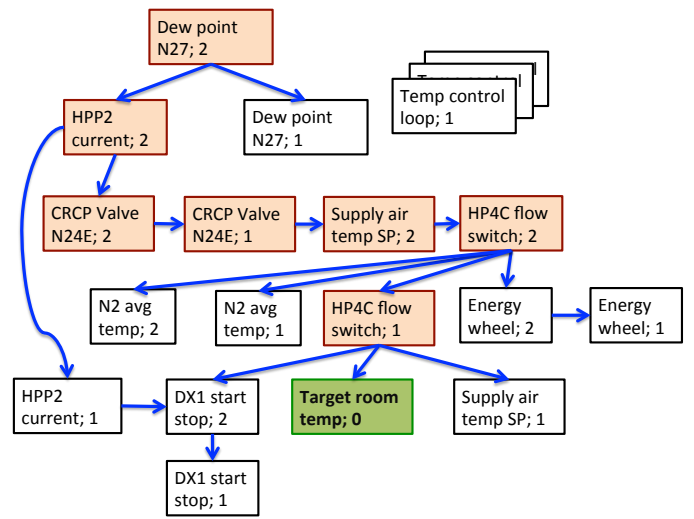 Dew point
N27; 2
Temp control
loop; 1
HPP2
current; 2
Dew point
N27; 1
CRCP Valve
N24E; 2
CRCP Valve
N24E; 1
Supply air
temp SP; 2
HP4C flow
switch; 2
N2 avg
temp; 2
N2 avg
temp; 1
HP4C flow
switch; 1
Energy
wheel; 2
Energy
wheel; 1
HPP2
current; 1
DX1 start
stop; 2
Target room
temp; 0
Supply air
temp SP; 1
DX1 start
stop; 1